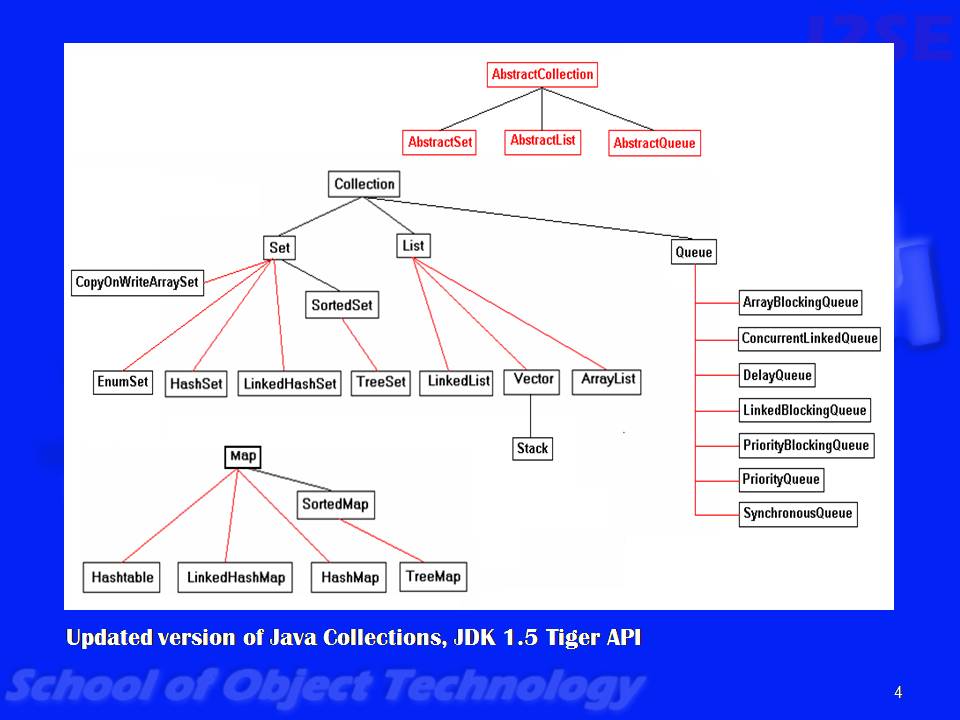 J2SE
AbstractCollection
AbstractSet
AbstractList
AbstractQueue
Collection
Set
List
Queue
CopyOnWriteArraySet
SortedSet
ArrayBlockingQueue
ConcurrentLinkedQueue
EnumSet
HashSet
LinkedHashSet
TreeSet
LinkedList
Vector
ArrayList
DelayQueue
LinkedBlockingQueue
Stack
PriorityBlockingQueue
Map
PriorityQueue
SortedMap
SynchronousQueue
Hashtable
LinkedHashMap
HashMap
TreeMap
Updated version of Java Collections, JDK 1.5 Tiger API
School of Object Technology
4